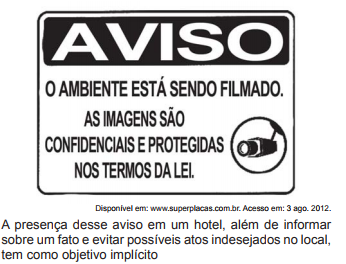 AVISO
O AMBIENTE ESTÁ SENDO FILMADO.
AS IMAGENS SÃO
CONFIDENCIAIS E PROTEGIDAS
NOS TERMOS DA LEI.
Disponível em: www.superplacas.com.br. Acesso em: 3 ago. 2012.
A presença desse aviso em um hotel, além de informar
sobre um fato e evitar possíveis atos indesejados no local,
tem como objetivo implícito